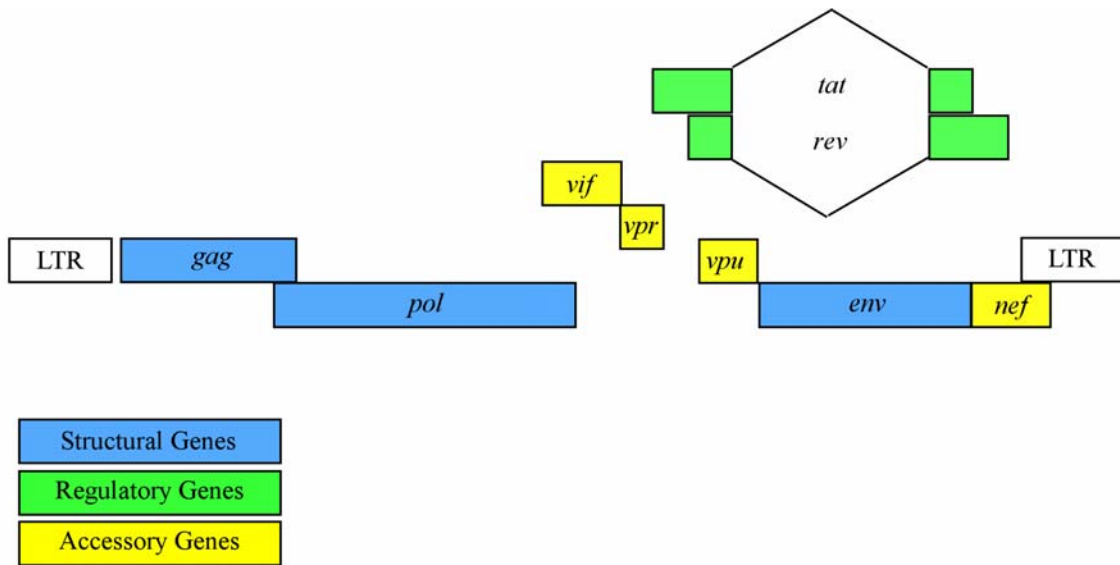 tat
rev
vif
vpr
LTR gag vpu LTR
pol env nef
Structural Genes
Regulatory Genes
Accessory Genes